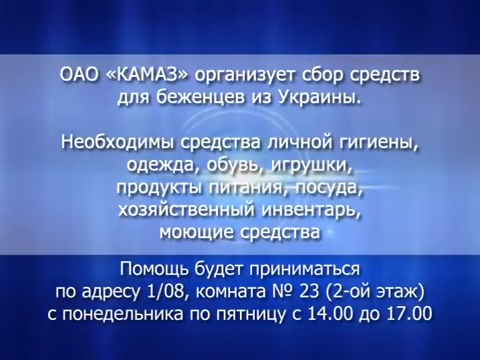 ОАО «КАМАЗ» организует сбор средств
для беженцев из Украины.
Необходимы средства личной гигиены,
одежда, обувь, игрушки,
продукты питания, посуда,
хозяйственный инвентарь,
моющие средства
Помощь будет приниматься
по адресу 1/08, комната № 23 (2-ой этаж)
с понедельника по пятницу с 14.00 до 17.00